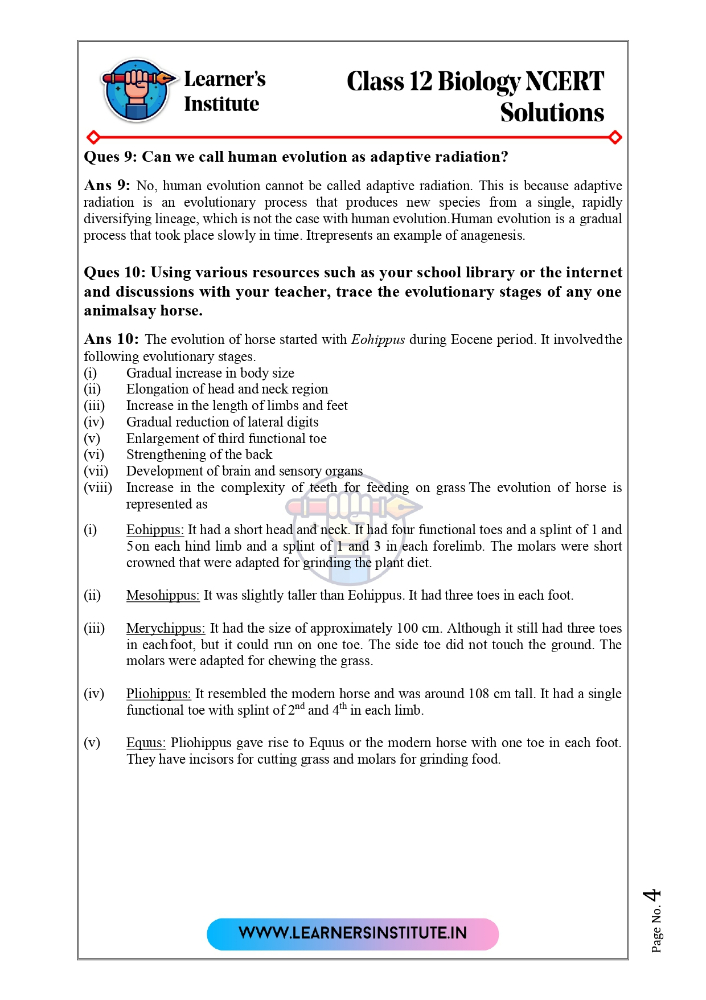 Learner's
Institute
Class 12 Biology NCERT
Solutions
Ques 9: Can we call human evolution as adaptive radiation?
Ans 9: No, human evolution cannot be called adaptive radiation. This is because adaptive
radiation is an evolutionary process that produces new species from a single, rapidly
diversifying lineage, which is not the case with human evolution.Human evolution is a gradual
process that took place slowly in time. Itrepresents an example of anagenesis.
Ques 10: Using various resources such as your school library or the internet
and discussions with your teacher, trace the evolutionary stages of any one
animalsay horse.
Ans 10: The evolution of horse started with Eohippus during Eocene period. It involvedthe
following evolutionary stages.
(i) Gradual increase in body size
(ii) Elongation of head and neck region
(iii) Increase in the length of limbs and feet
(iv) Gradual reduction of lateral digits
(v) Enlargement of third functional toe
(vi) Strengthening of the back
(vii) Development of brain and sensory organs
(viii) Increase in the complexity of teeth for feeding on grass The evolution of horse is
represented as
(i) Eohippus: It had a short head and neck. It had four functional toes and a splint of 1 and
5on each hind limb and a splint of 1 and 3 in each forelimb. The molars were short
crowned that were adapted for grinding the plant diet.
(ii) Mesohippus: It was slightly taller than Eohippus. It had three toes in each foot.
(iii) Merychippus: It had the size of approximately 100 cm. Although it still had three toes
in eachfoot, but it could run on one toe. The side toe did not touch the ground. The
molars were adapted for chewing the grass.
(iv) Pliohippus: It resembled the modern horse and was around 108 cm tall. It had a single
functional toe with splint of 2nd and 4th in each limb.
(v) Equus: Pliohippus gave rise to Equus or the modern horse with one toe in each foot.
They have incisors for cutting grass and molars for grinding food.
WWW.LEARNERSINSTITUTE.IN
Page No. 4